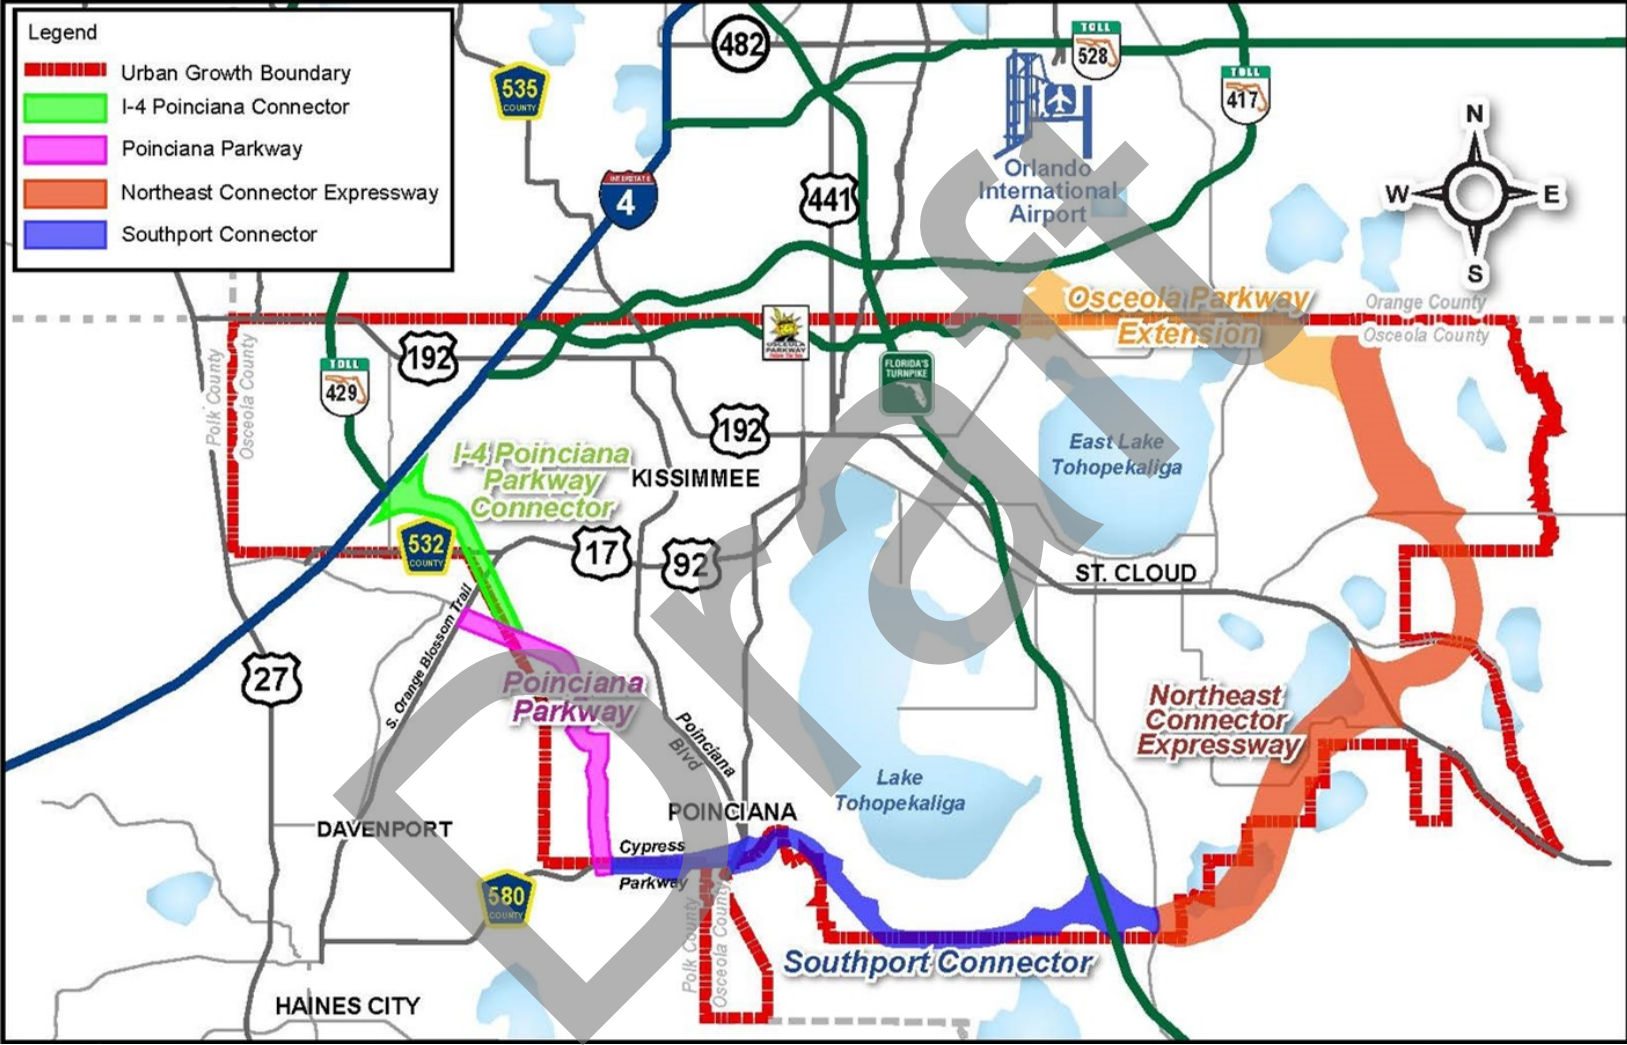 Legend
Urban Growth Boundary
I-4 Poinciana Connector
Poinciana Parkway
Northeast Connector Expressway
Southport Connector
535
COUNTY
482
TOLL
528
TOLL
417
INTERSTATE
4
441
Orlando
International
Airport
N
W
E
S
Orange County
Osceola County
Osceola Parkway
Extension
OSCEOLA
PARKWAY
FLORIDA'S
TURNPIKE
192
TOLL
429
Polk County
Osceola County
192
KISSIMMEE
I-4 Poinciana
Parkway
Connector
East Lake
Tohopekaliga
532
COUNTY
17
92
ST. CLOUD
S. Orange Blossom Trail
27
Poinciana
Parkway
Poinciana
Blvd
Northeast
Connector
Expressway
Lake
Tohopekaliga
POINCIANA
DAVENPORT
Cypress
Parkway
580
COUNTY
Polk County
Osceola County
Southport Connector
HAINES CITY
Draft